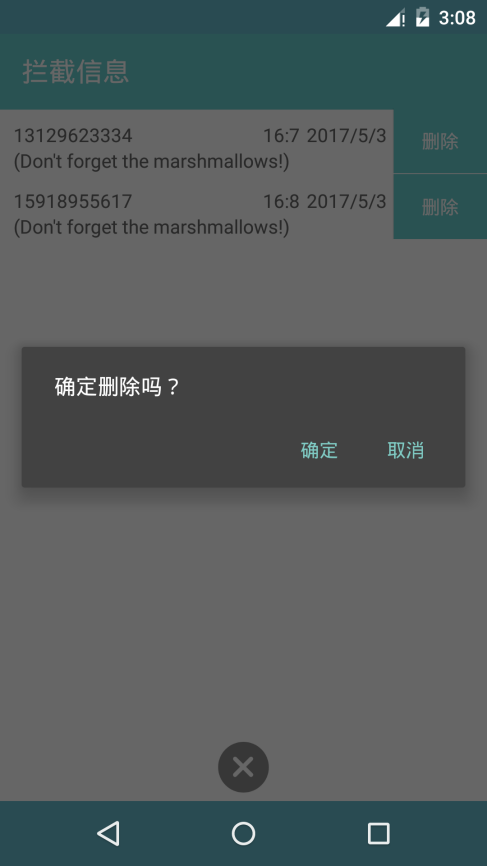 3:08
拦截信息
13129623334 16:7 2017/5/3 删除
(Don't forget the marshmallows!)
15918955617 16:8 2017/5/3 删除
(Don't forget the marshmallows!)
确定删除吗？
确定 取消